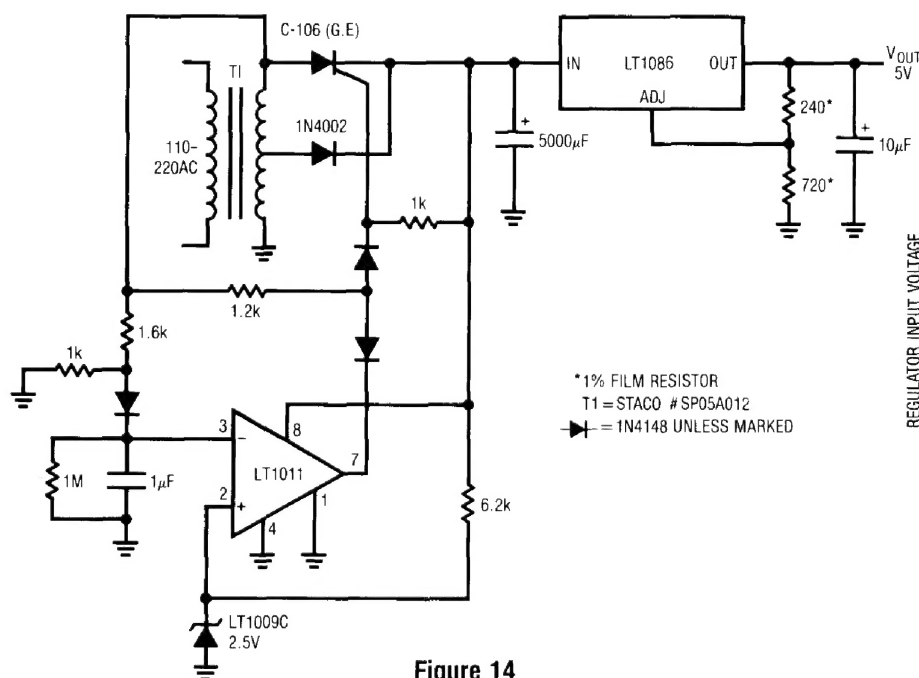 C-106 (G.E)
TI
1N4002
110-
220AC
IN
LT1086
OUT
ADJ
VOUT
5V
5000μF
240*
720*
10μF
1k
1.2k
1.6k
1k
1M
1μF
3
2
8
7
4
1
LT1011
6.2k
LT1009C
2.5V
*1% FILM RESISTOR
T1 = STACO #SP05A012
= 1N4148 UNLESS MARKED
REGULATOR INPUT VOLTAGE
Figure 14